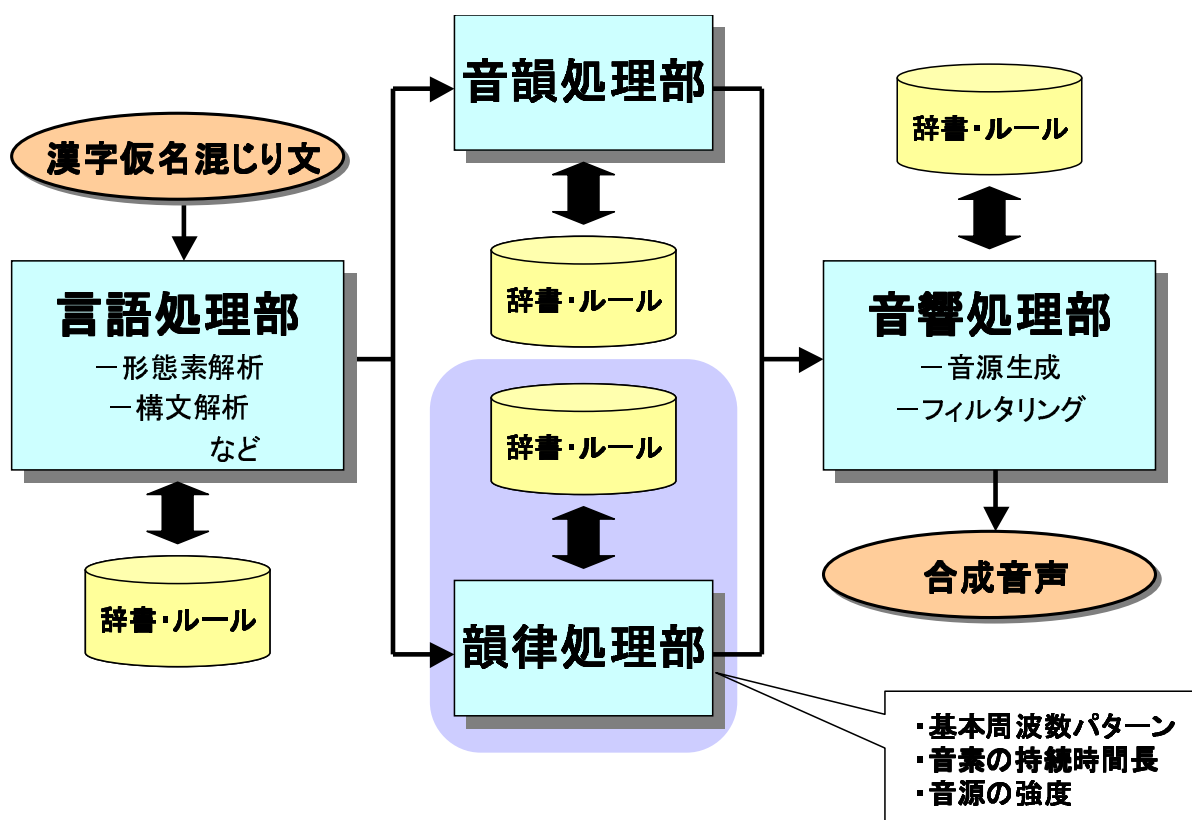 漢字仮名混じり文
言語処理部
－形態素解析
－構文解析
など
辞書・ルール
音韻処理部
辞書・ルール
辞書・ルール
韻律処理部
・基本周波数パターン
・音素の持続時間長
・音源の強度
辞書・ルール
音響処理部
－音源生成
－フィルタリング
合成音声